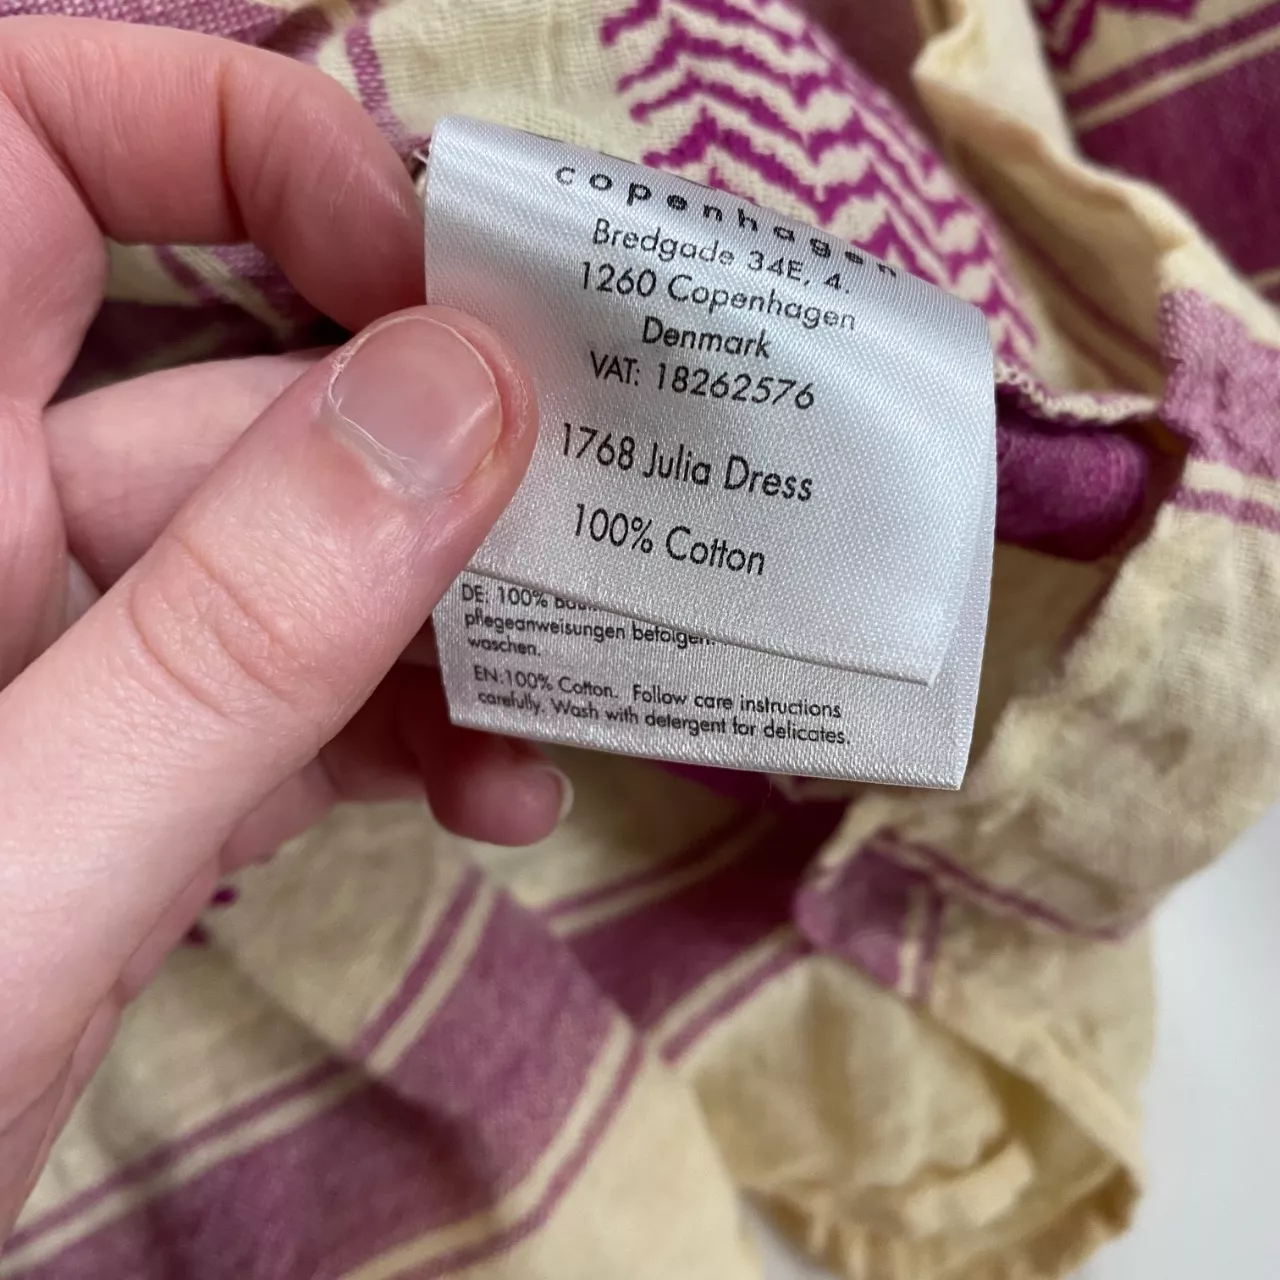 copenhagen
Bredgade 34E, 4.
1260 Copenhagen
Denmark
VAT: 18262576
1768 Julia Dress
100% Cotton
DE: 100%
pflegeanweisungen befolgen.
waschen.
EN:100% Cotton. Follow care instructions
carefully. Wash with detergent for delicates.